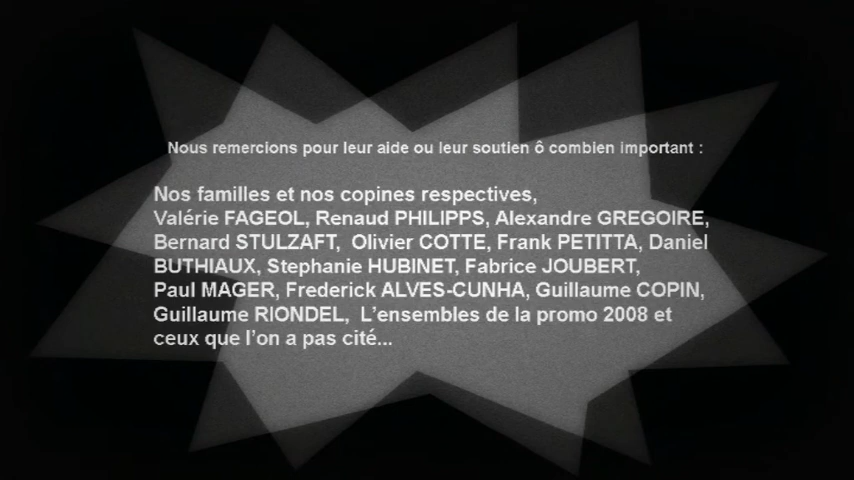 Nous remercions pour leur aide ou leur soutien ô combien important :
Nos familles et nos copines respectives,
Valérie FAGEOL, Renaud PHILIPPS, Alexandre GREGOIRE,
Bernard STULZAFT, Olivier COTTE, Frank PETITTA, Daniel
BUTHIAUX, Stephanie HUBINET, Fabrice JOUBERT,
Paul MAGER, Frederick ALVES-CUNHA, Guillaume COPIN,
Guillaume RIONDEL, L'ensembles de la promo 2008 et
ceux que l'on a pas cité...